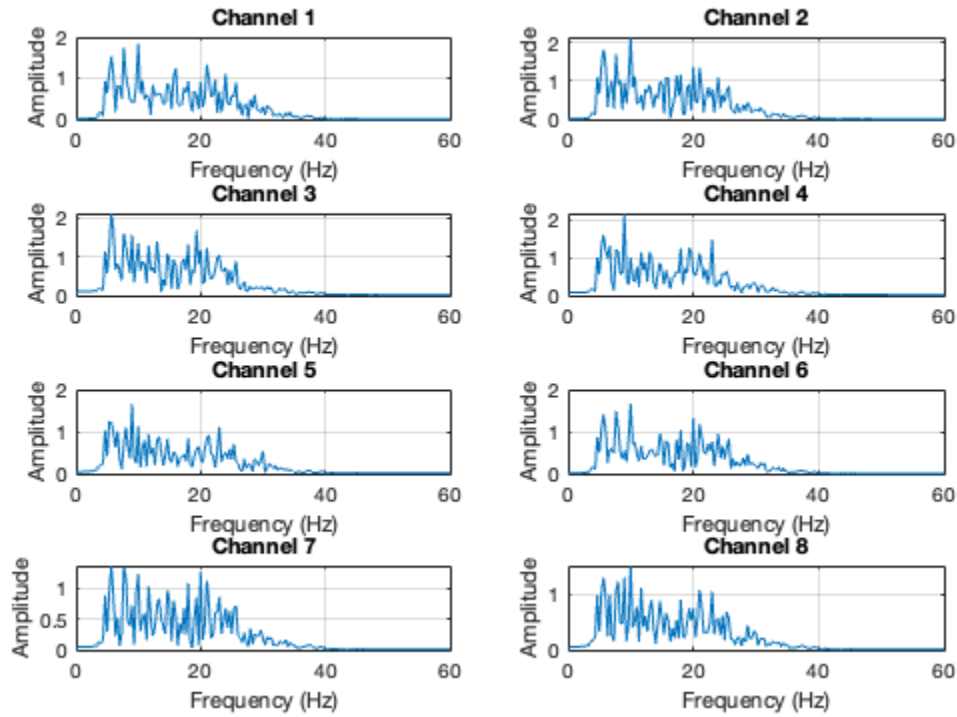 Channel 1 Channel 2
2 2
Amplitude 1 Amplitude 1
0 0
0 20 40 60 0 20 40 60
Frequency (Hz) Frequency (Hz)
Channel 3 Channel 4
2 2
Amplitude 1 Amplitude 1
0 0
0 20 40 60 0 20 40 60
Frequency (Hz) Frequency (Hz)
Channel 5 Channel 6
2 2
Amplitude 1 Amplitude 1
0 0
0 20 40 60 0 20 40 60
Frequency (Hz) Frequency (Hz)
Channel 7 Channel 8
1 1
Amplitude 0.5 Amplitude
0 0
0 20 40 60 0 20 40 60
Frequency (Hz) Frequency (Hz)